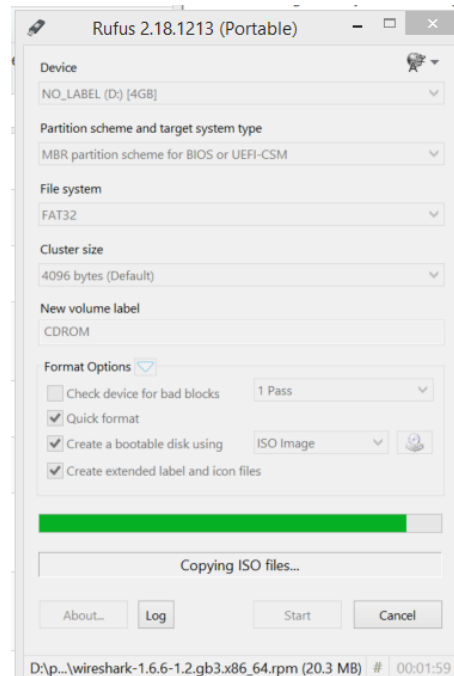 Rufus 2.18.1213 (Portable)
Device
NO_LABEL (D:) [4GB]
Partition scheme and target system type
MBR partition scheme for BIOS or UEFI-CSM
File system
FAT32
Cluster size
4096 bytes (Default)
New volume label
CDROM
Format Options
Check device for bad blocks 1 Pass
Quick format
Create a bootable disk using ISO Image
Create extended label and icon files
Copying ISO files...
About... Log Start Cancel
D:\p...\wireshark-1.6.6-1.2.gb3.x86_64.rpm (20.3 MB) # 00:01:59